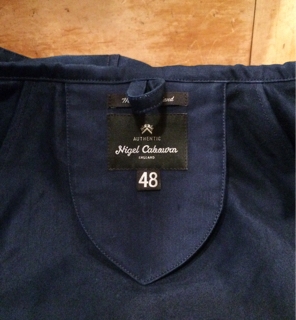 AUTHENTIC
Nigel Cabourn
ENGLAND
48